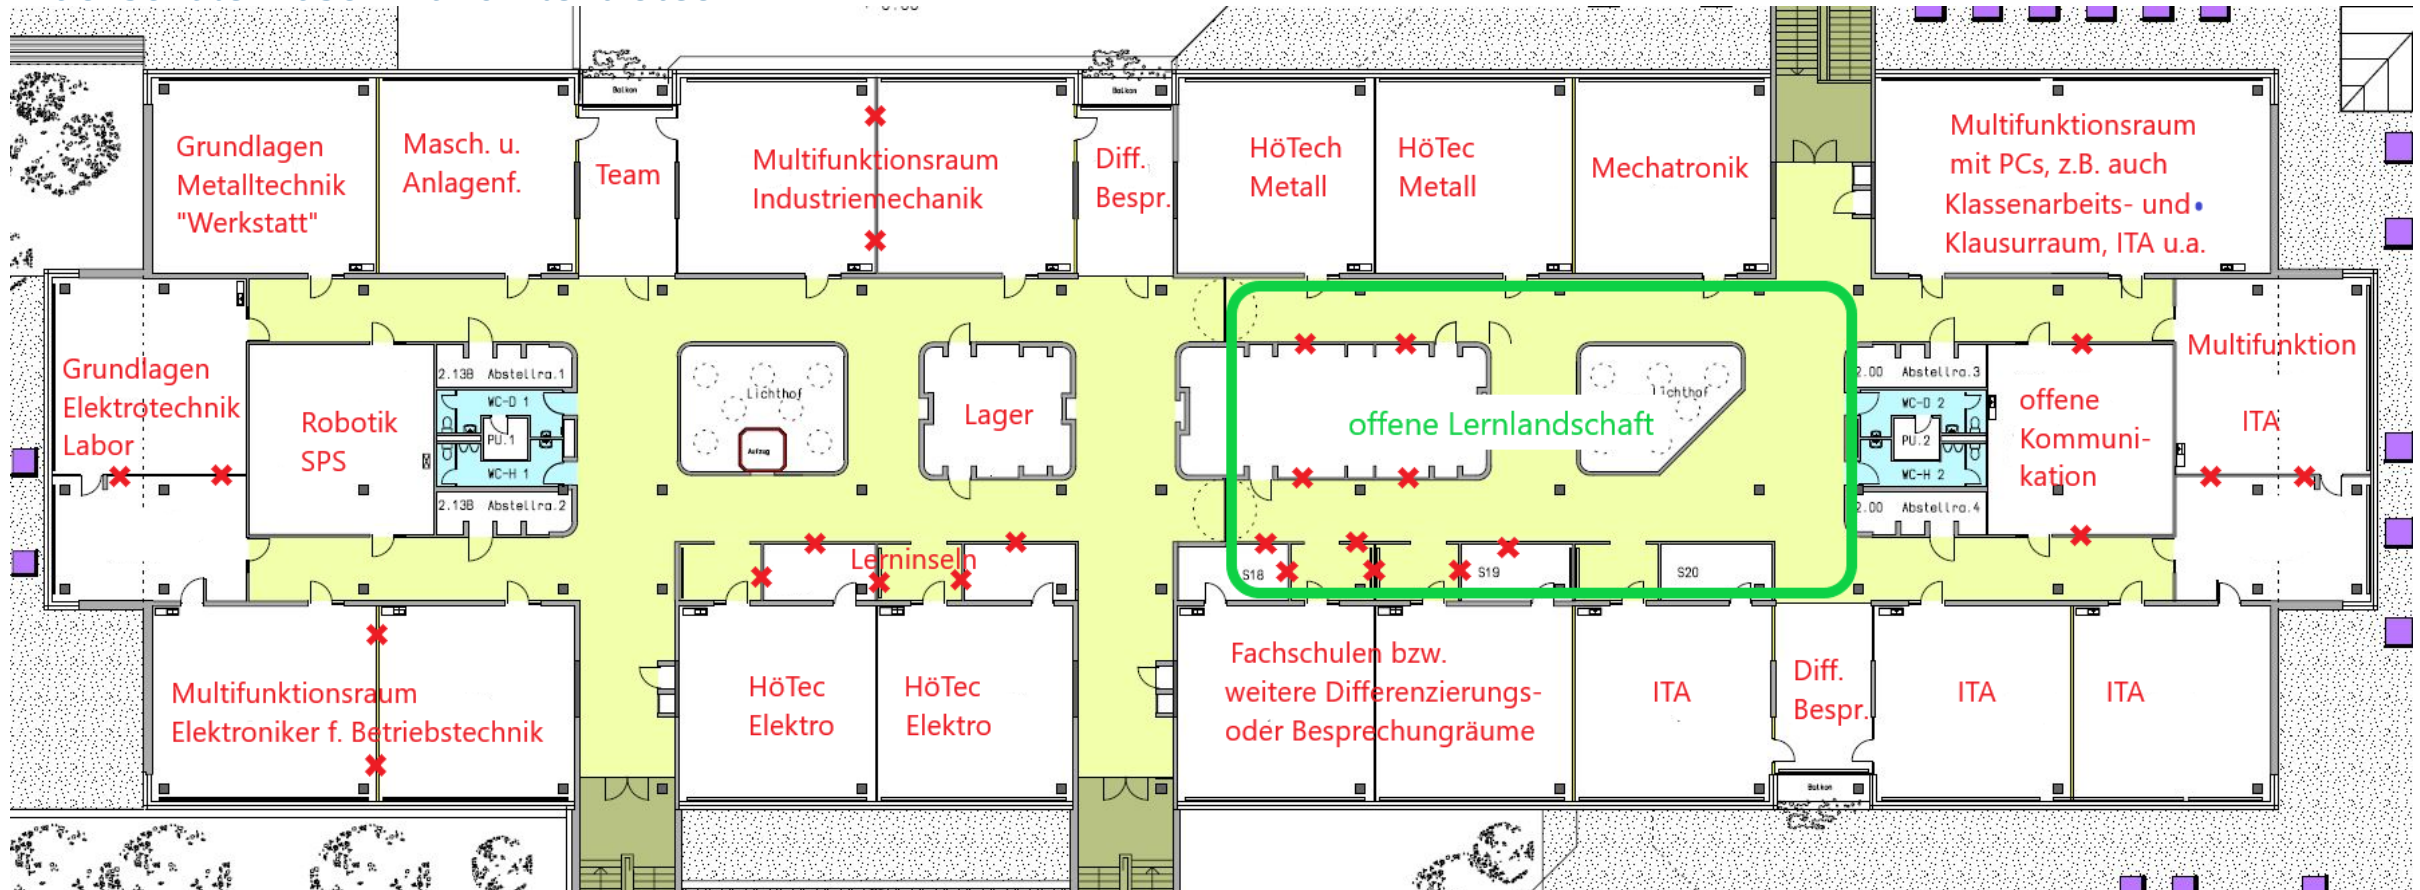 Balkon
Balkon
Grundlagen
Metalltechnik
"Werkstatt"
Masch. u.
Anlagenf.
Team
Multifunktionsraum
Industriemechanik
Diff.
Bespr.
HöTech
Metall
HöTec
Metall
Mechatronik
Multifunktionsraum
mit PCs, z.B. auch
Klassenarbeits- und
Klausurraum, ITA u.a.
Grundlagen
Elektrotechnik
Labor
Robotik
SPS
2.13B Abstellra.1
WC-D 1
PU.1
WC-H 1
2.13B Abstellra.2
Lichthof
Aufzug
Lager
offene Lernlandschaft
Lichthof
2.00 Abstellra.3
WC-D 2
PU.2
WC-H 2
2.00 Abstellra.4
offene
Kommuni-
kation
Multifunktion
ITA
Lerninseln
S18
S19
S20
Multifunktionsraum
Elektroniker f. Betriebstechnik
HöTec
Elektro
HöTec
Elektro
Fachschulen bzw.
weitere Differenzierungs-
oder Besprechungräume
ITA
Diff.
Bespr.
ITA
ITA
Balkon